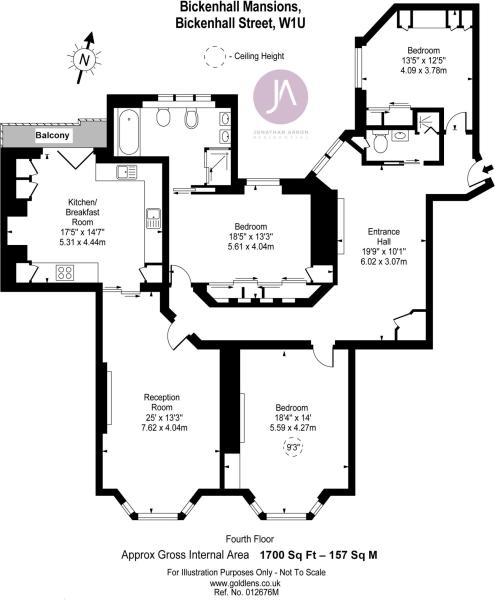 Bickenhall Mansions,
Bickenhall Street, W1U
- Ceiling Height
N
JA
JONATHAN ARRON
RESIDENTIAL
Bedroom
13'5" x 12'5"
4.09 x 3.78m
Balcony
Kitchen/
Breakfast
Room
17'5" x 14'7"
5.31 x 4.44m
Bedroom
18'5" x 13'3"
5.61 x 4.04m
Entrance
Hall
19'9" x 10'1"
6.02 x 3.07m
Reception
Room
25' x 13'3"
7.62 x 4.04m
Bedroom
18'4" x 14'
5.59 x 4.27m
9'3"
Fourth Floor
Approx Gross Internal Area 1700 Sq Ft – 157 Sq M
For Illustration Purposes Only - Not To Scale
www.goldlens.co.uk
Ref. No. 012676M